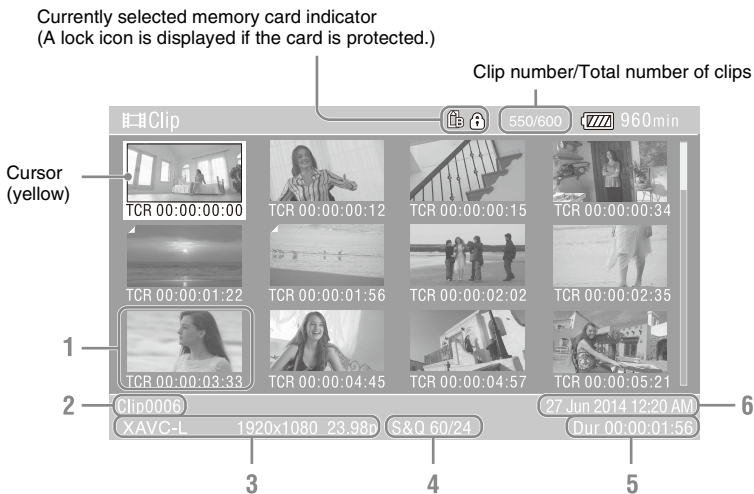 Currently selected memory card indicator
(A lock icon is displayed if the card is protected.)
Clip number/Total number of clips
Clip
B
550/600
960min
Cursor
(yellow)
TCR 00:00:00:00
TCR 00:00:00:12
TCR 00:00:00:15
TCR 00:00:00:34
TCR 00:00:01:22
TCR 00:00:01:56
TCR 00:00:02:02
TCR 00:00:02:35
1
TCR 00:00:03:33
TCR 00:00:04:45
TCR 00:00:04:57
TCR 00:00:05:21
2
Clip0006
27 Jun 2014 12:20 AM
6
XAVC-L 1920x1080 23.98p
S&Q 60/24
Dur 00:00:01:56
3
4
5